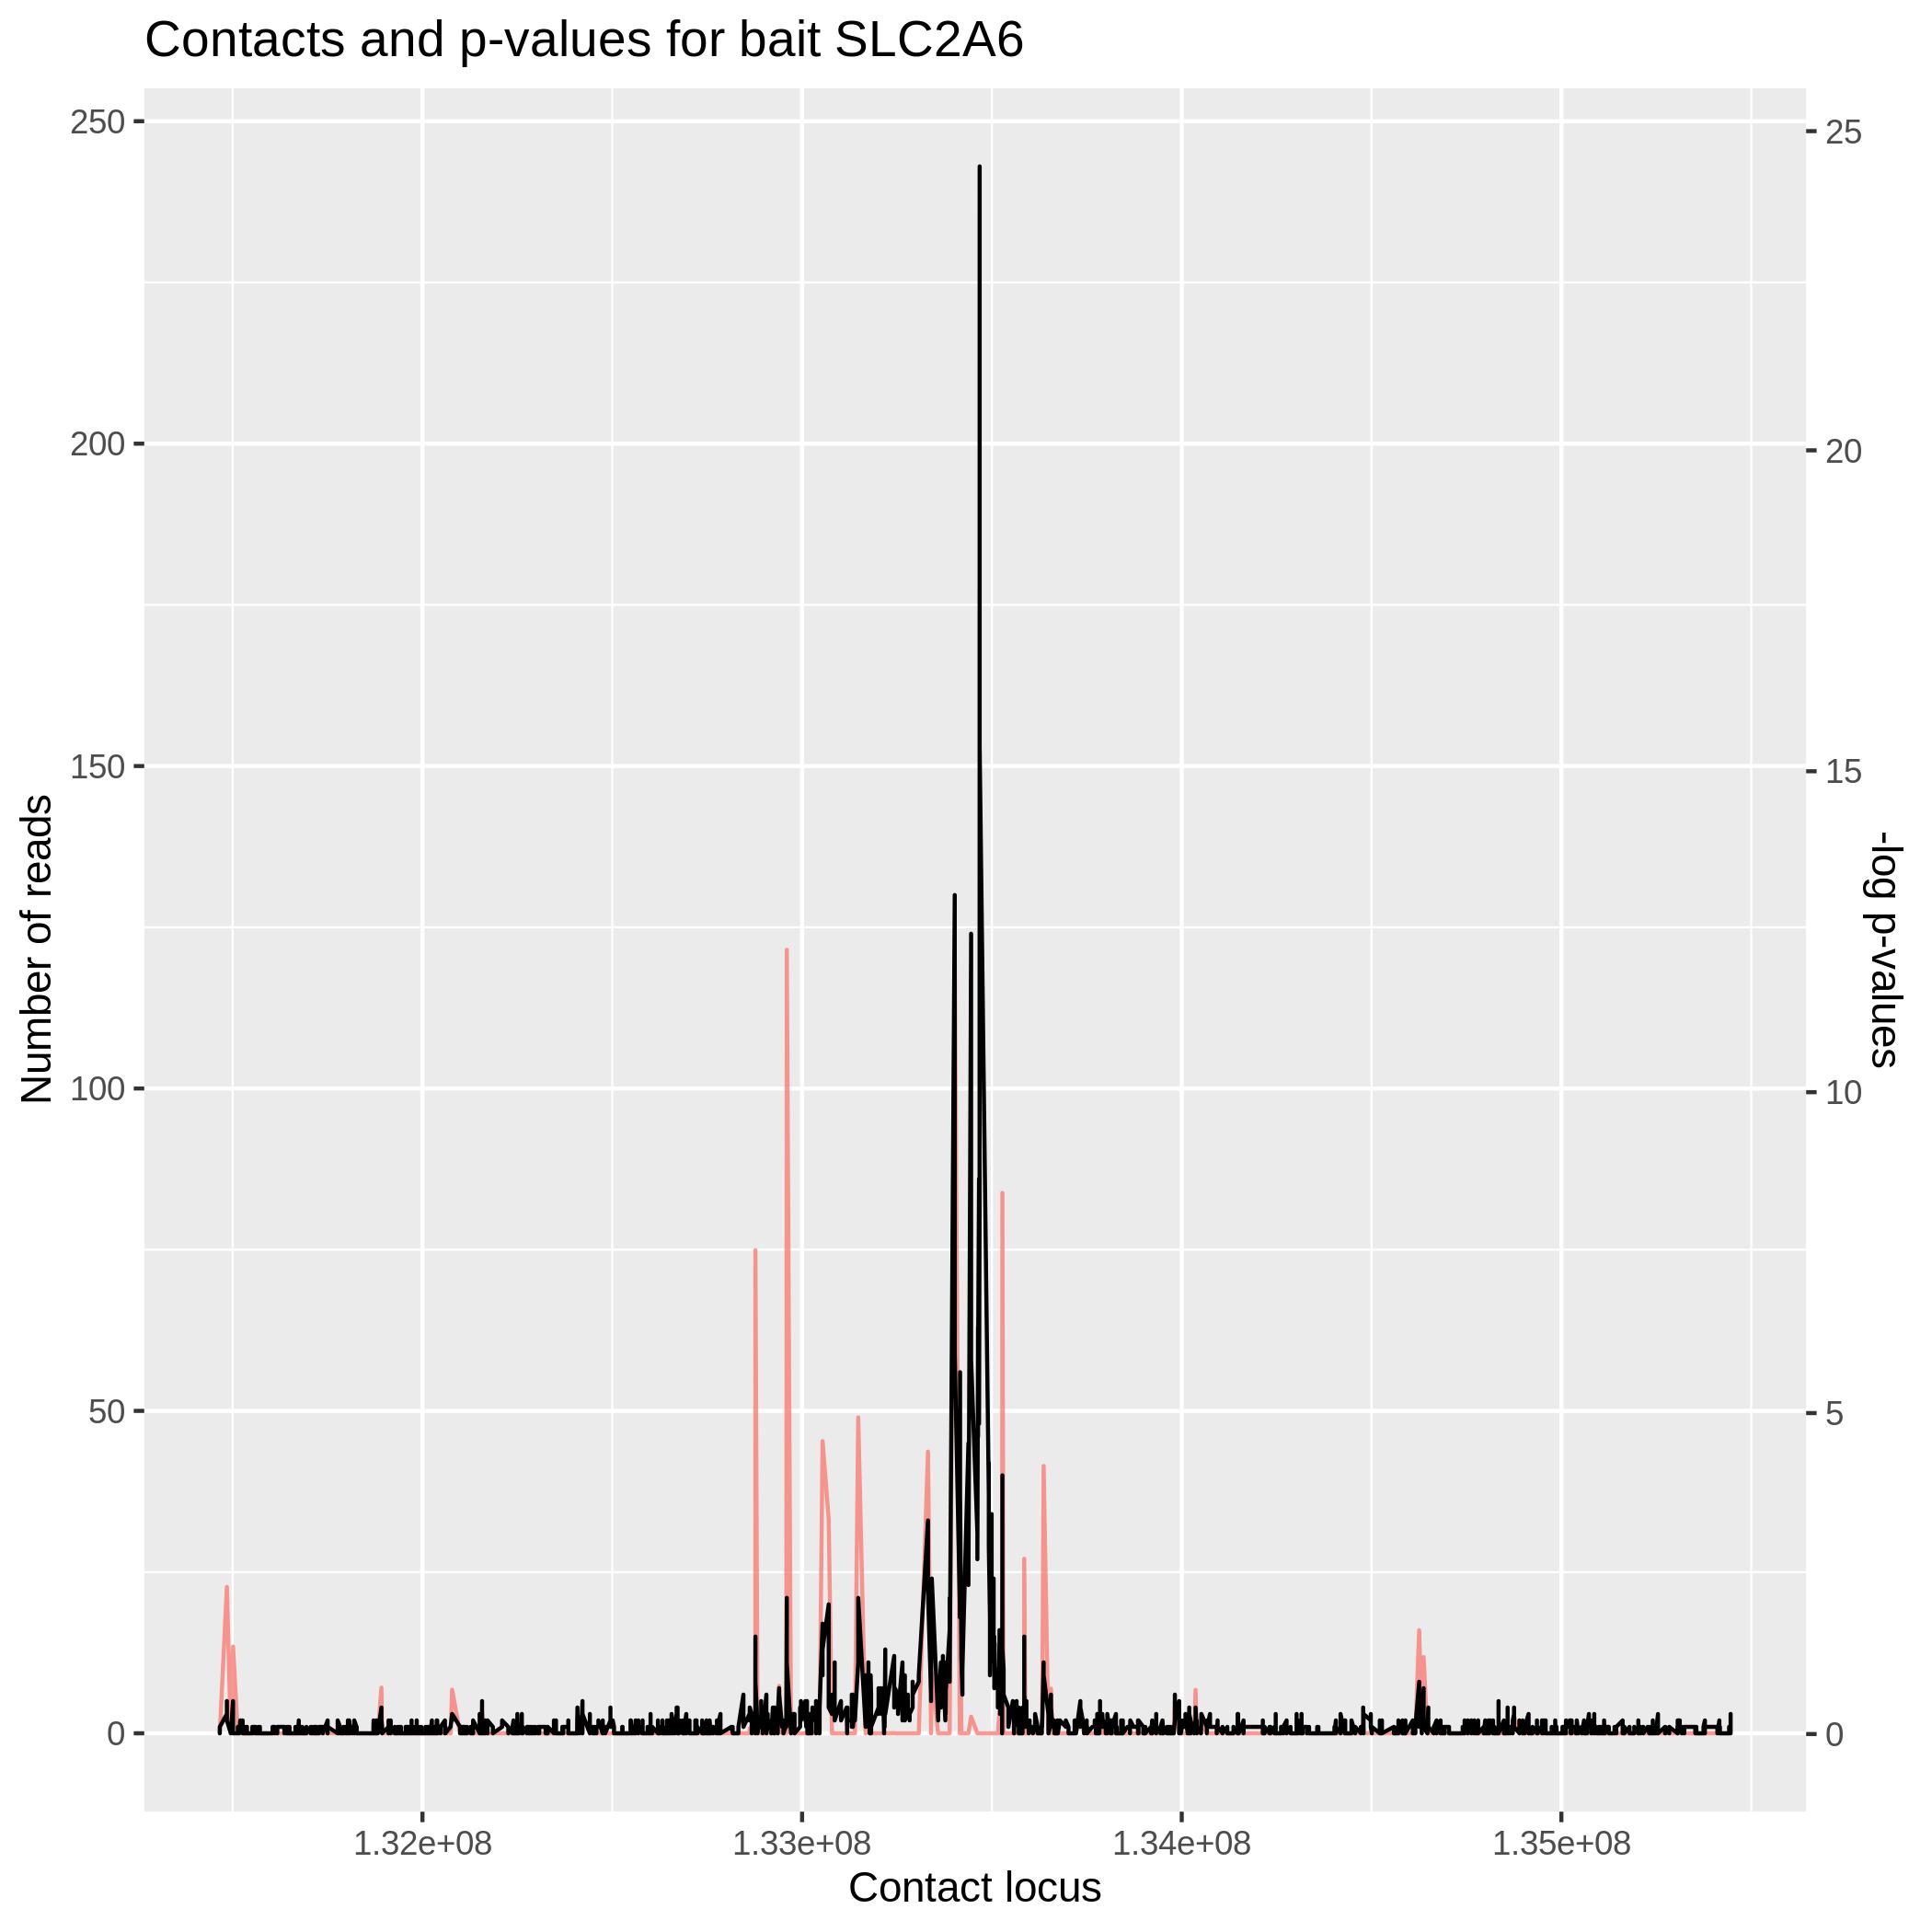 Contacts and p-values for bait SLC2A6
250
200
150
100
50
0
Number of reads
25
20
15
10
5
0
-log p-values
1.32e+08 1.33e+08 1.34e+08 1.35e+08
Contact locus